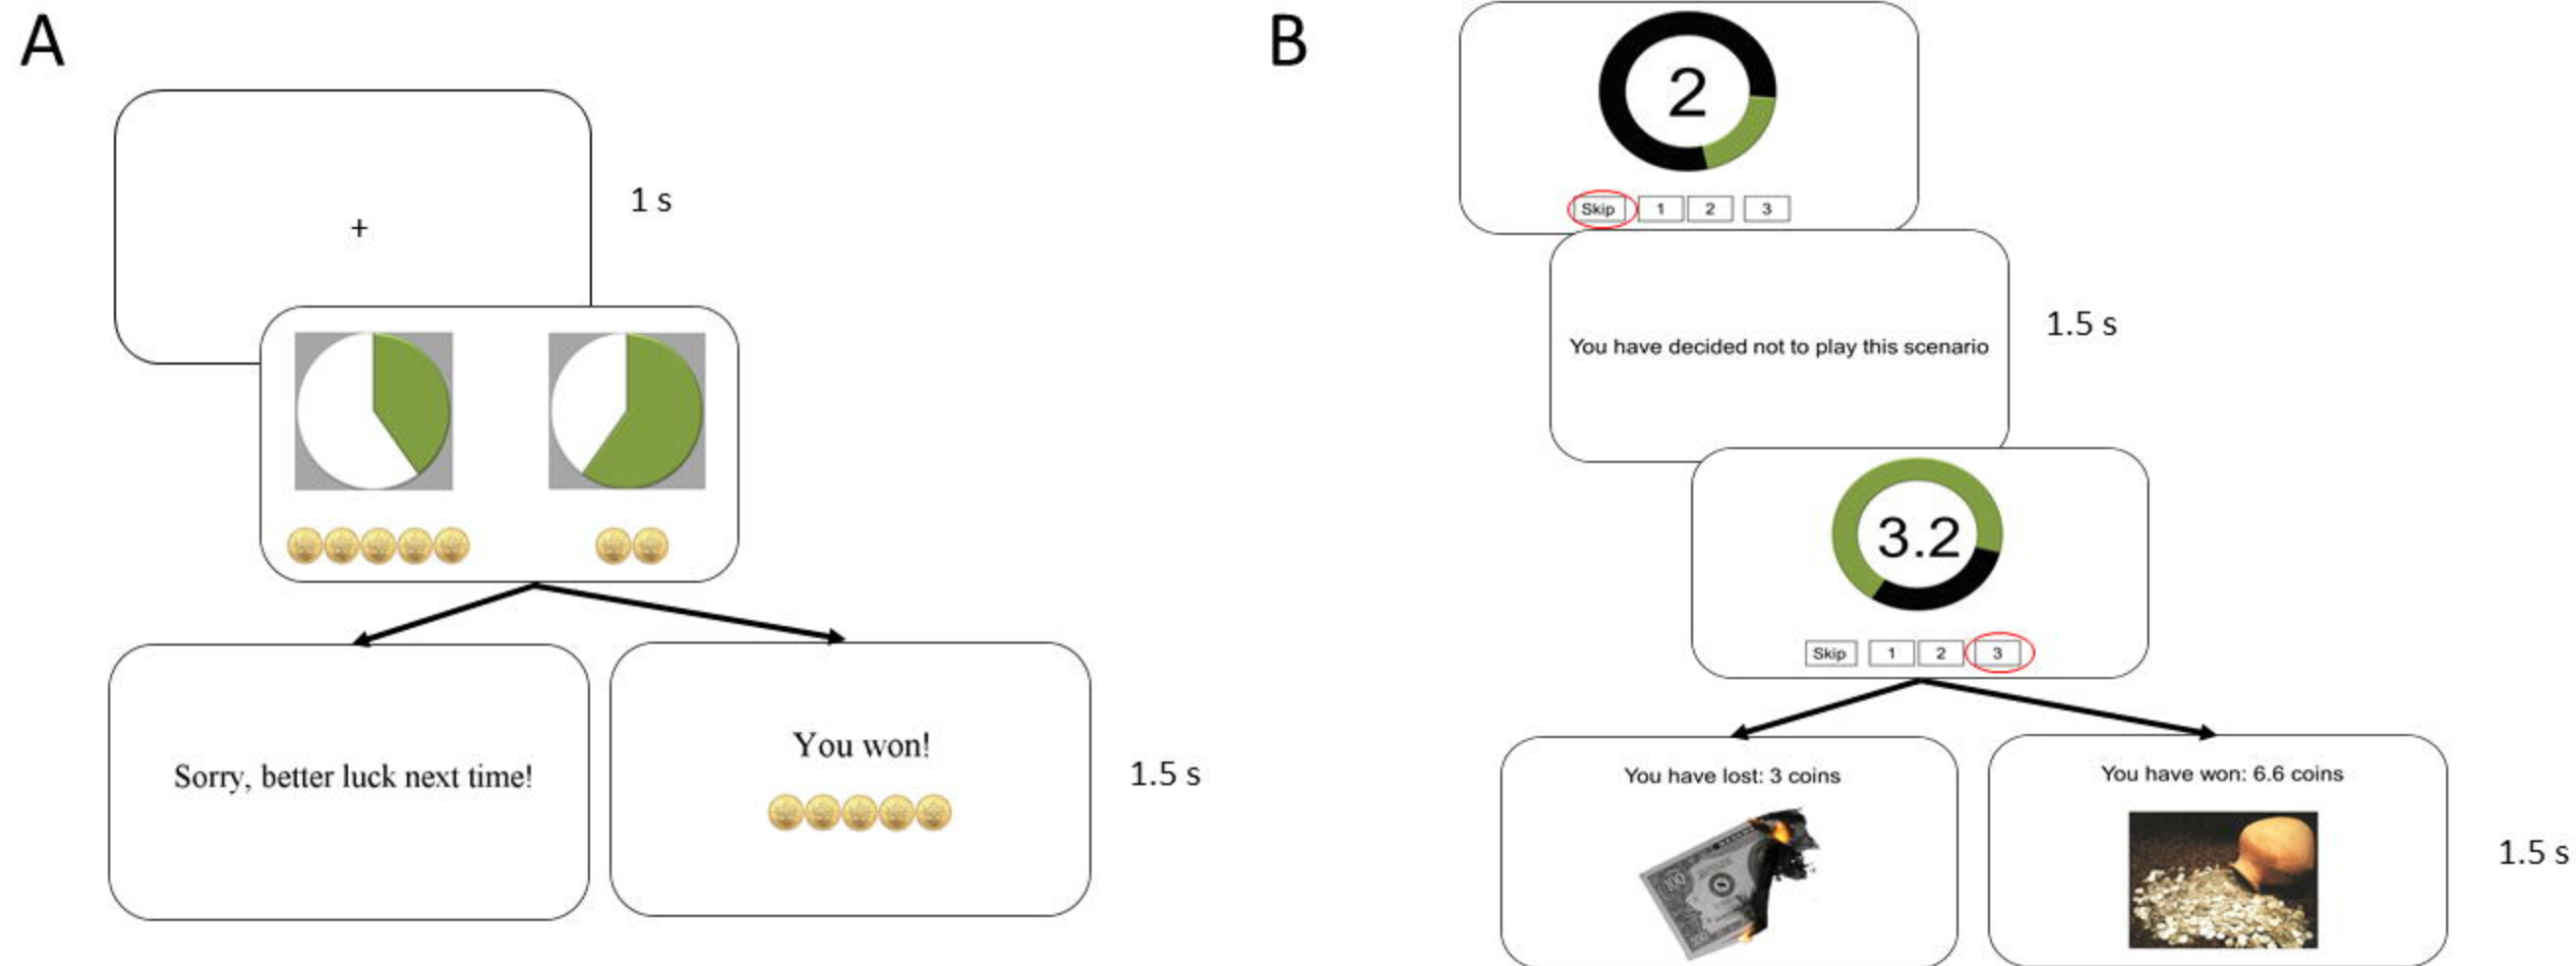 A
+
1 s
Sorry, better luck next time!
You won!
1.5 s
B
2
Skip 1 2 3
You have decided not to play this scenario
1.5 s
3.2
Skip 1 2 3
You have lost: 3 coins
100
You have won: 6.6 coins
1.5 s